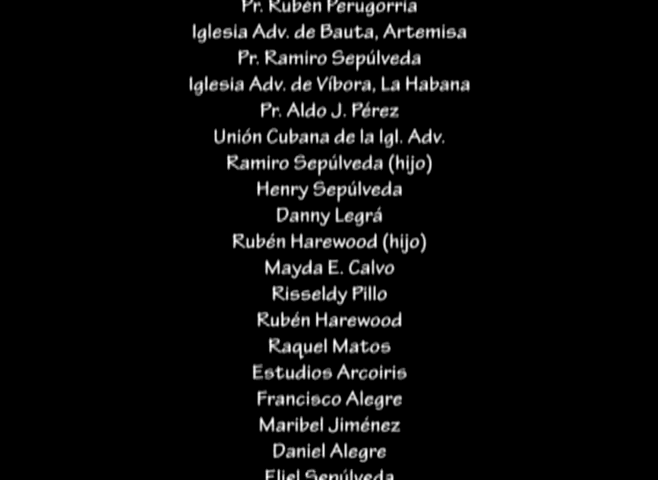 Pr. Rubén Perugorría
Iglesia Adv. de Bauta, Artemisa
Pr. Ramiro Sepúlveda
Iglesia Adv. de Víbora, La Habana
Pr. Aldo J. Pérez
Unión Cubana de la Igl. Adv.
Ramiro Sepúlveda (hijo)
Henry Sepúlveda
Danny Legrá
Rubén Harewood (hijo)
Mayda E. Calvo
Risseldy Pillo
Rubén Harewood
Raquel Matos
Estudios Arcoiris
Francisco Alegre
Maribel Jiménez
Daniel Alegre
Eliel Sepúlveda